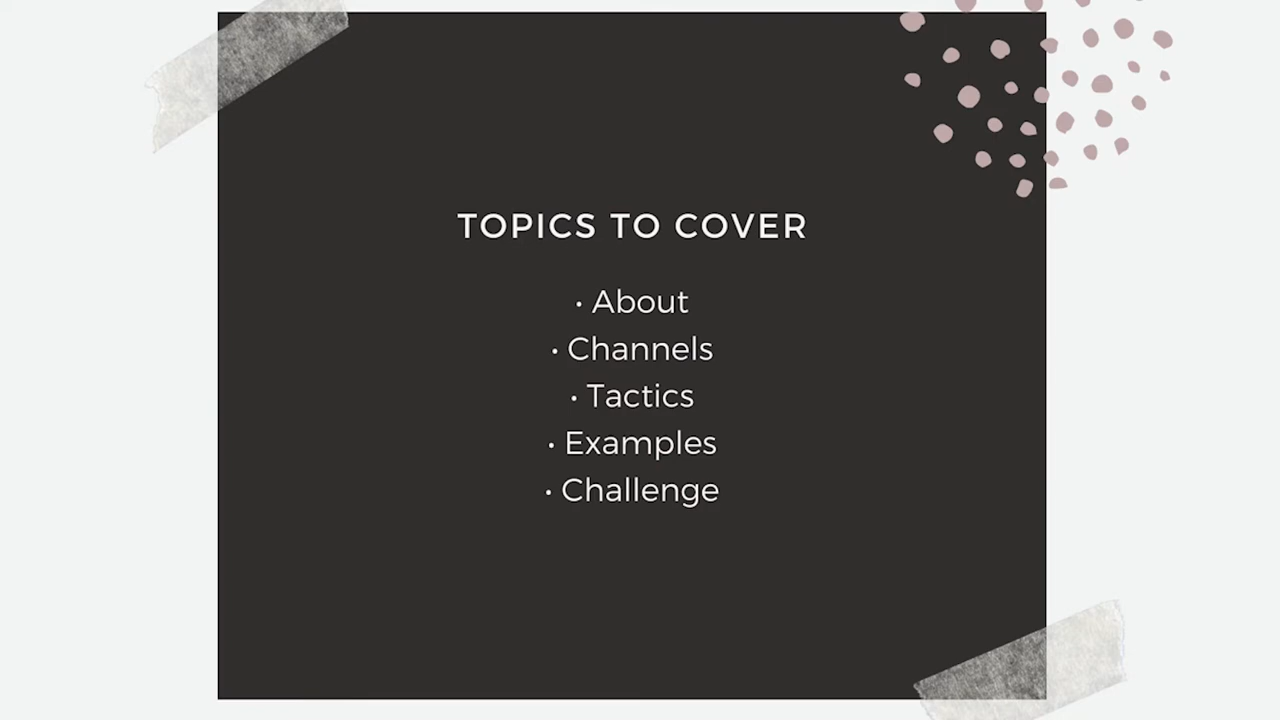 TOPICS TO COVER
• About
• Channels
• Tactics
• Examples
• Challenge